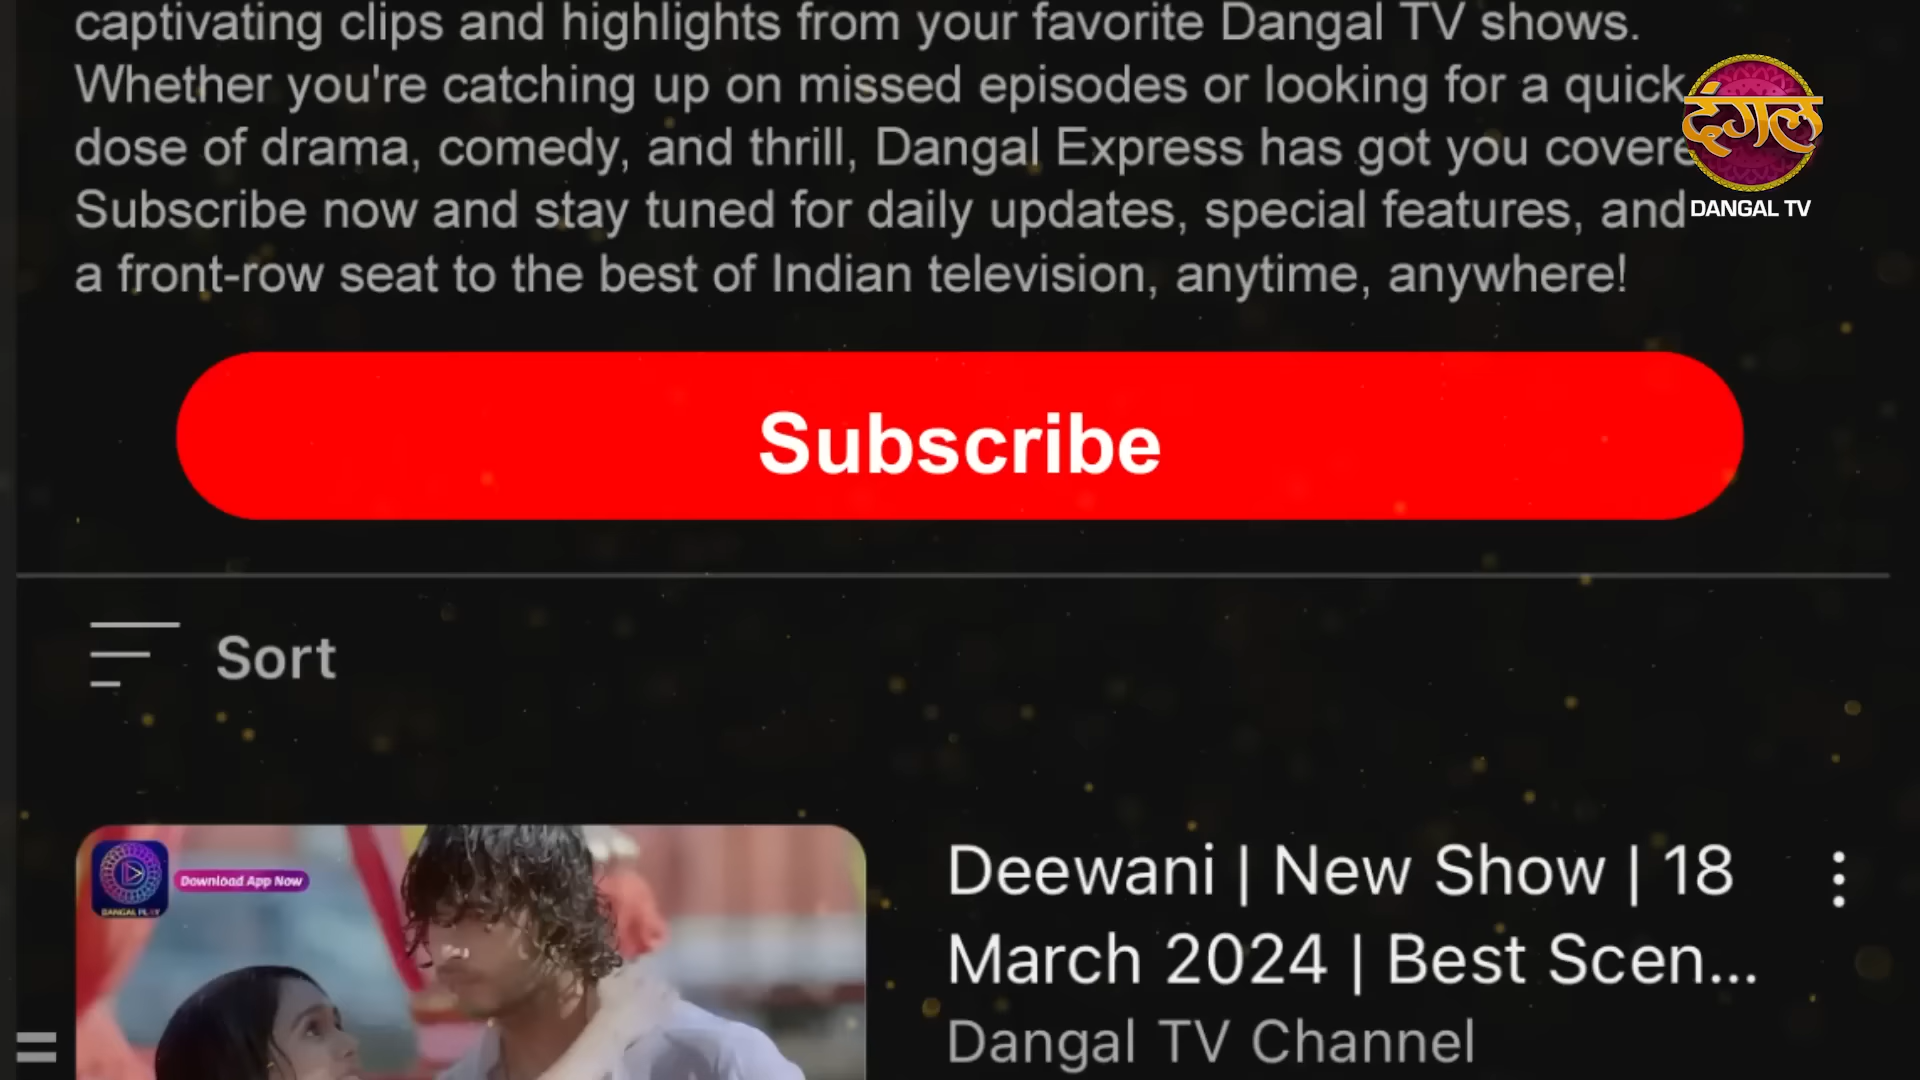 captivating clips and highlights from your favorite Dangal TV shows.
Whether you're catching up on missed episodes or looking for a quick
dose of drama, comedy, and thrill, Dangal Express has got you covere
Subscribe now and stay tuned for daily updates, special features, and
a front-row seat to the best of Indian television, anytime, anywhere!
दंगल
DANGAL TV
Subscribe
Sort
Download App Now
DANGAL PLAY
Deewani | New Show | 18
March 2024 | Best Scen...
Dangal TV Channel